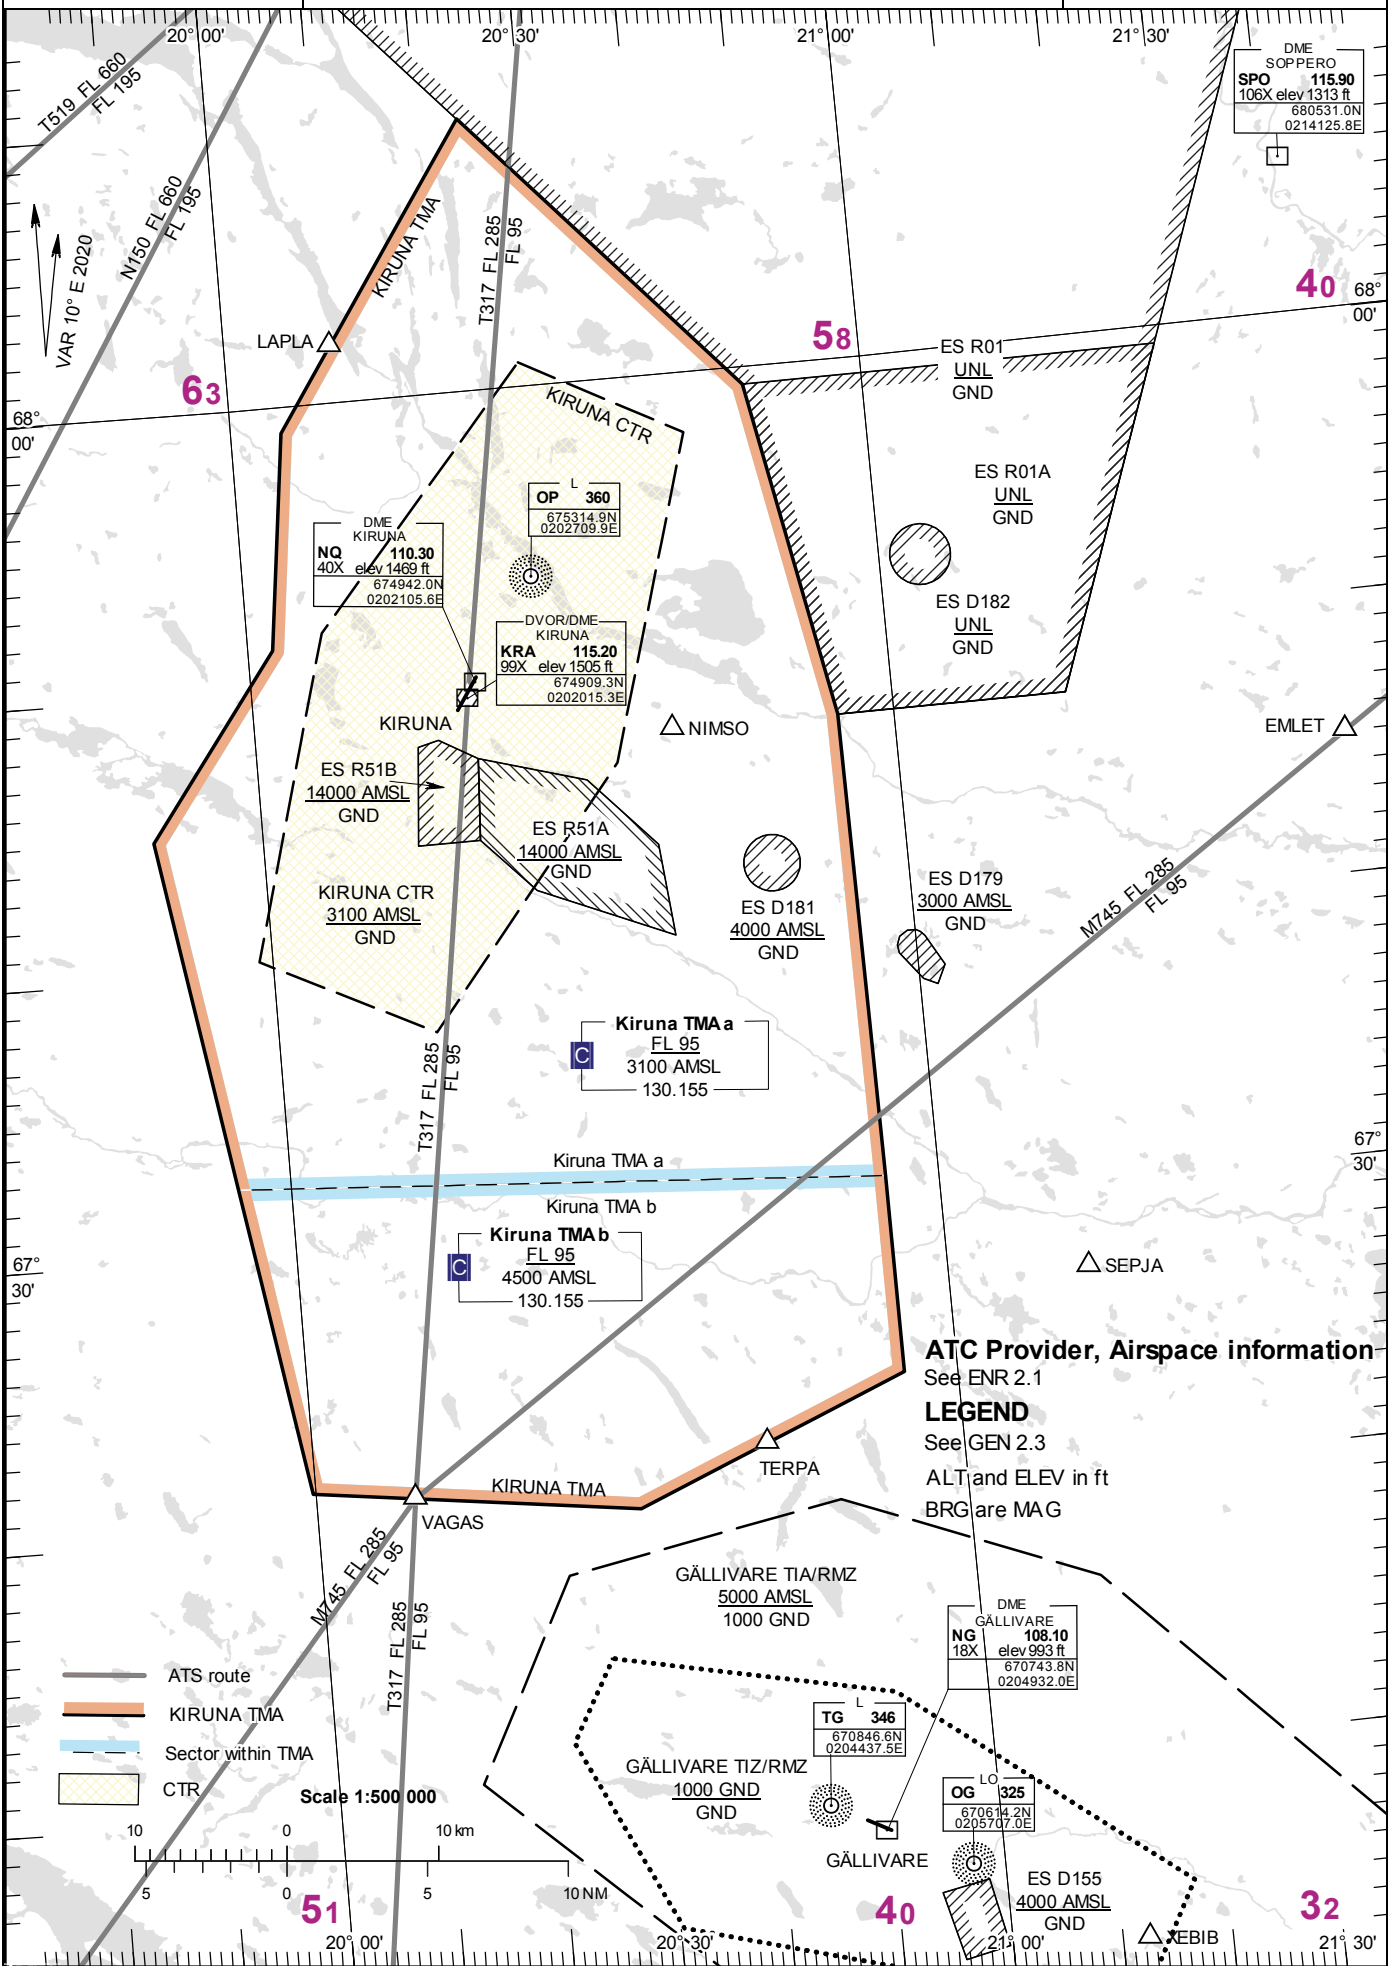 20° 00'
20° 30'
21° 00'
21° 30'
DME
SOPPERO
SPO 115.90
106X elev 1313 ft
680531.0N
0214125.8E
T519 FL 660
FL 195
N150 FL 660
FL 195
VAR 10° E 2020
KIRUNA TMA
T317 FL 285
FL 95
LAPLA
63
58
40
68°
00'
68°
00'
ES R01
UNL
GND
KIRUNA CTR
ES R01A
UNL
GND
L
OP 360
675314.9N
0202709.9E
DME
KIRUNA
NQ 110.30
40X elev 1469 ft
674942.0N
0202105.6E
ES D182
UNL
GND
DVOR/DME
KIRUNA
KRA 115.20
99X elev 1505 ft
674909.3N
0202015.3E
KIRUNA
NIMSO
EMLET
ES R51B
14000 AMSL
GND
ES R51A
14000 AMSL
GND
KIRUNA CTR
3100 AMSL
GND
ES D181
4000 AMSL
GND
ES D179
3000 AMSL
GND
M745 FL 285
FL 95
Kiruna TMA a
FL 95
3100 AMSL
130.155
C
T317 FL 285
FL 95
67°
30'
Kiruna TMA a
Kiruna TMA b
Kiruna TMA b
FL 95
4500 AMSL
130.155
C
67°
30'
SEPJA
ATC Provider, Airspace information
See ENR 2.1
LEGEND
See GEN 2.3
ALT and ELEV in ft
BRG are MAG
TERPA
KIRUNA TMA
VAGAS
M745 FL 285
FL 95
T317 FL 285
FL 95
GÄLLIVARE TIA/RMZ
5000 AMSL
1000 GND
DME
GÄLLIVARE
NG 108.10
18X elev 993 ft
670743.8N
0204932.0E
ATS route
KIRUNA TMA
Sector within TMA
CTR
Scale 1:500 000
10 0 10 km
5 0 5 10 NM
L
TG 346
670846.6N
0204437.5E
GÄLLIVARE TIZ/RMZ
1000 GND
GND
LO
OG 325
670614.2N
0205707.0E
GÄLLIVARE
ES D155
4000 AMSL
GND
51
40
32
XEBIB
20° 00'
20° 30'
21° 00'
21° 30'